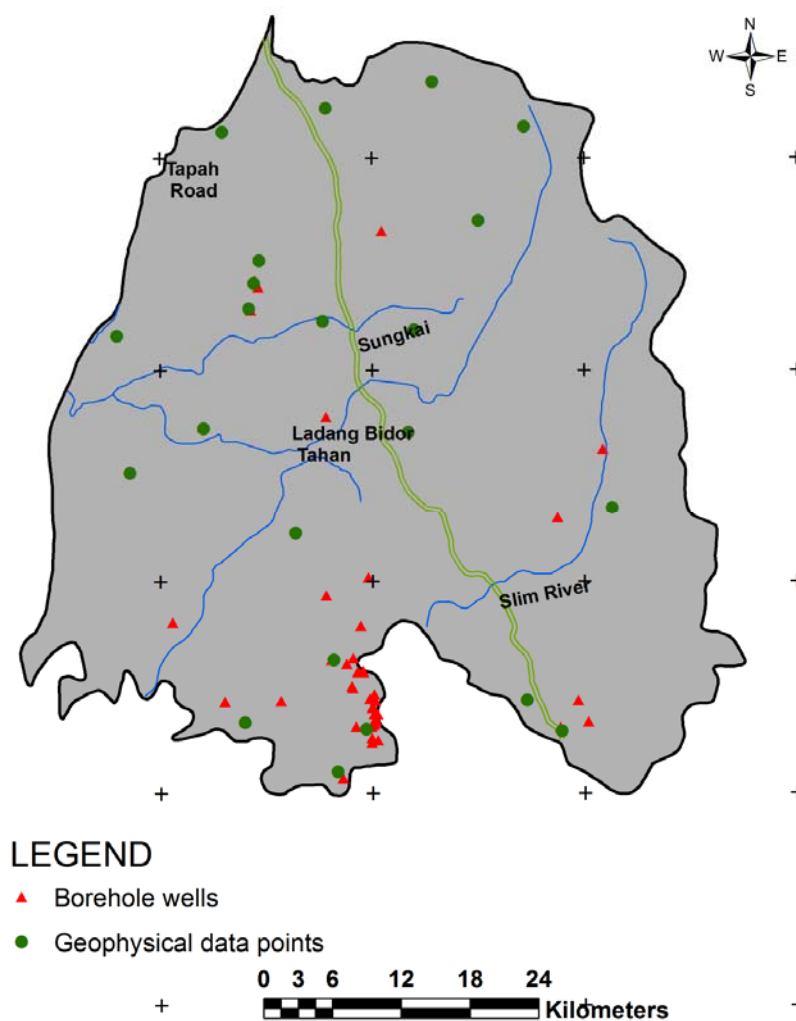 N
W E
S
Tapah
Road
Sungkai
Ladang Bidor
Tahan
Slim River
LEGEND
Borehole wells
Geophysical data points
0 3 6 12 18 24
Kilometers